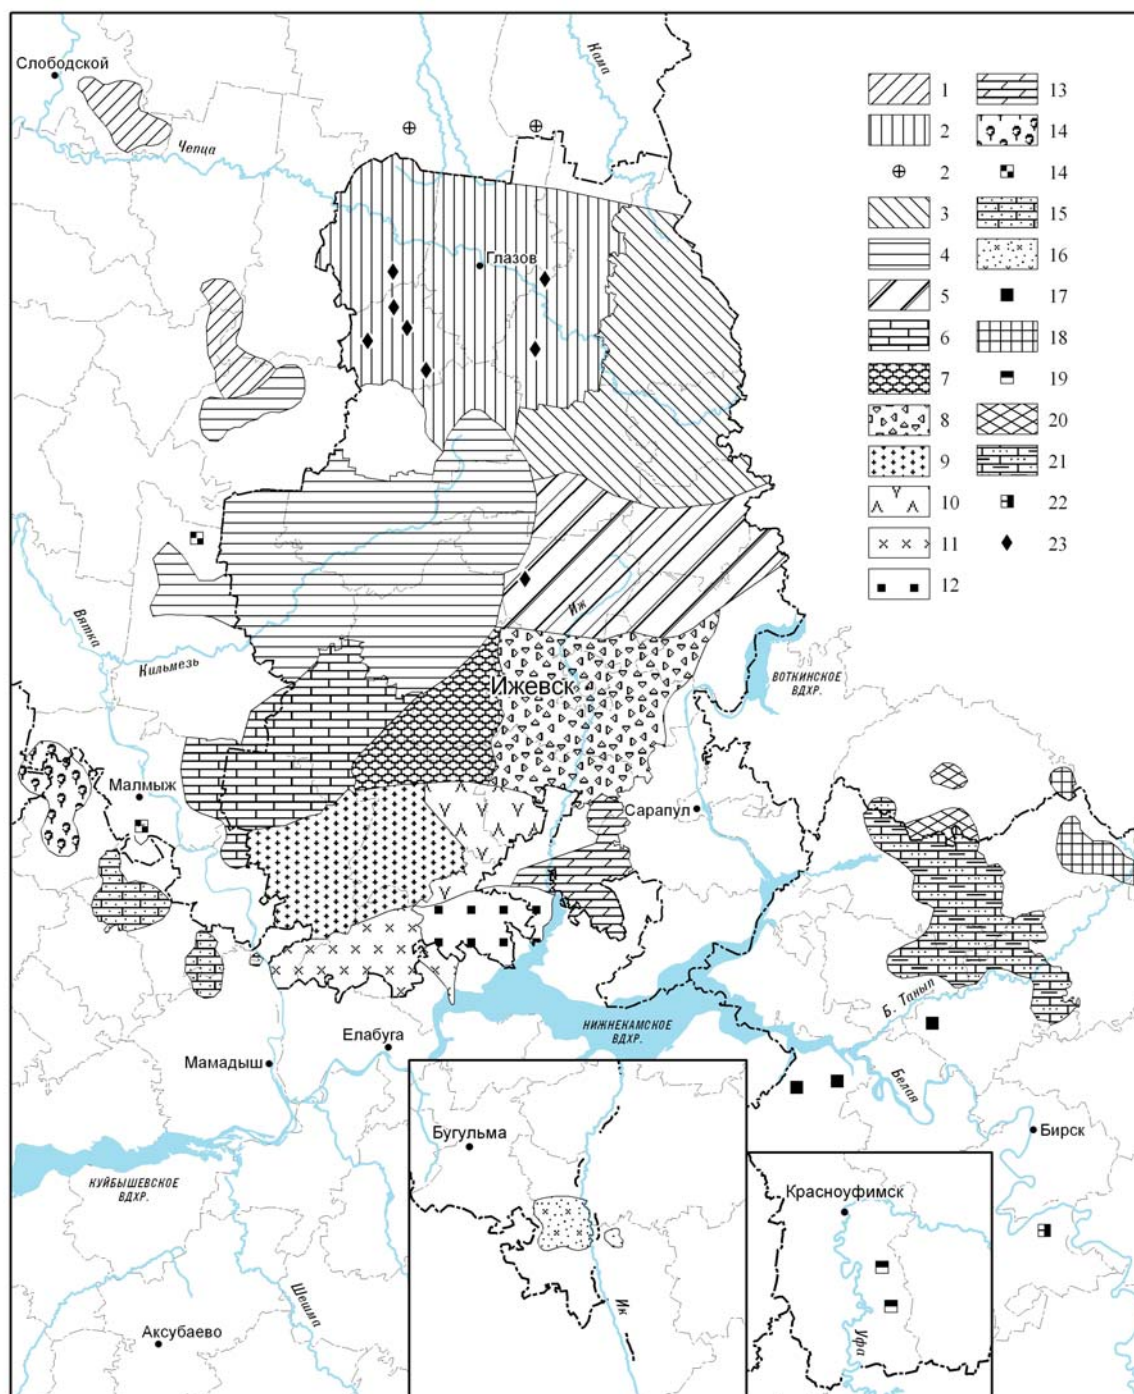 Слободской
Чепца
Кама
Глазов
Вятка
Кильмезь
Иж
Ижевск
ВОТКИНСКОЕ
ВДХР.
Малмыж
Сарапул
Б. Танып
НИЖНЕКАМСКОЕ
ВДХР.
Елабуга
Мамадыш
Белая
Бирск
КУЙБЫШЕВСКОЕ
ВДХР.
Шешма
Аксубаево
Бугульма
Ик
Красноуфимск
Уфа
1
2
2
3
4
5
6
7
8
9
10
11
12
13
14
14
15
16
17
18
19
20
21
22
23